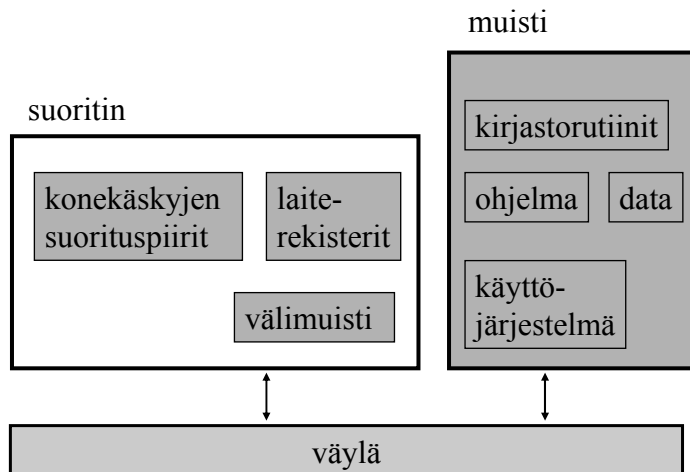 muisti
suoritin
kirjastorutiinit
konekäskyjen
suorituspiirit
laite-
rekisterit
ohjelma
data
välimuisti
käyttö-
järjestelmä
väylä